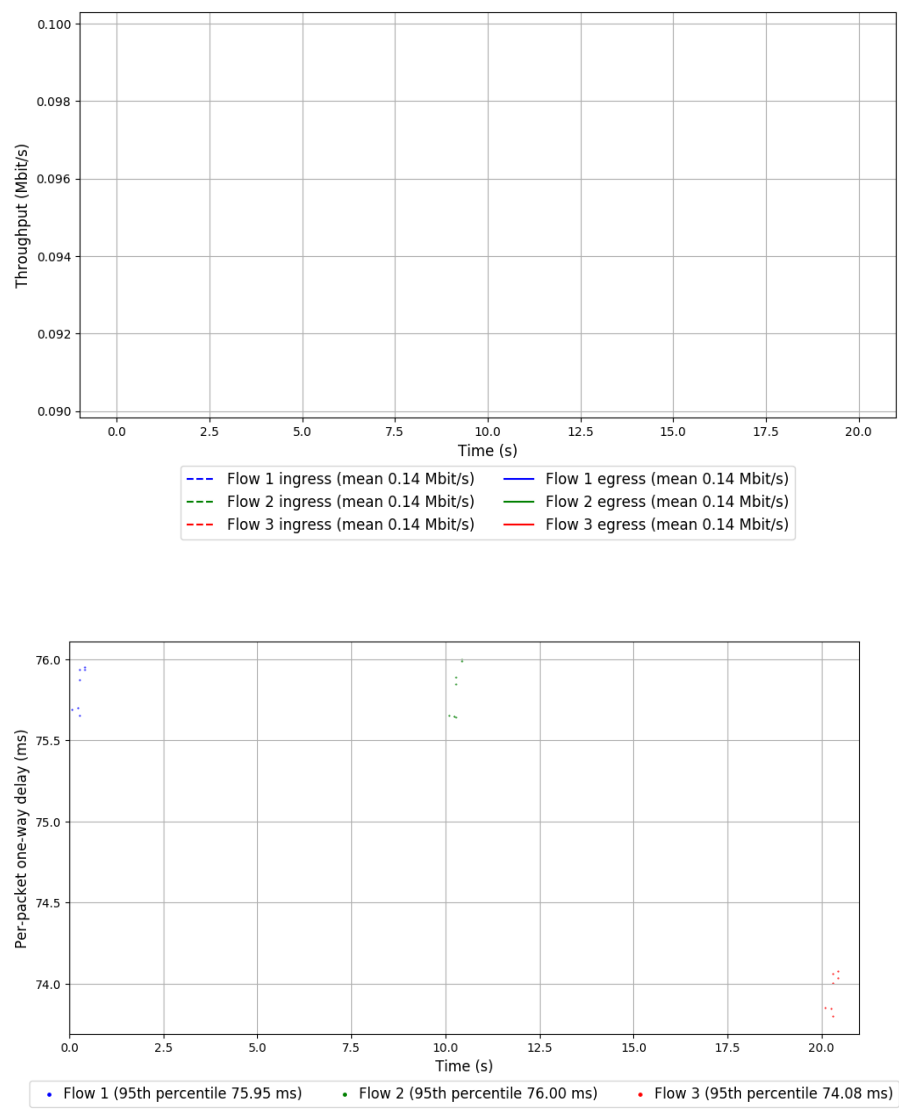 0.100
0.098
0.096
0.094
0.092
0.090
Throughput (Mbit/s)
0.0 2.5 5.0 7.5 10.0 12.5 15.0 17.5 20.0
Time (s)
Flow 1 ingress (mean 0.14 Mbit/s) Flow 1 egress (mean 0.14 Mbit/s)
Flow 2 ingress (mean 0.14 Mbit/s) Flow 2 egress (mean 0.14 Mbit/s)
Flow 3 ingress (mean 0.14 Mbit/s) Flow 3 egress (mean 0.14 Mbit/s)
76.0
75.5
75.0
74.5
74.0
Per-packet one-way delay (ms)
0.0 2.5 5.0 7.5 10.0 12.5 15.0 17.5 20.0
Time (s)
Flow 1 (95th percentile 75.95 ms) Flow 2 (95th percentile 76.00 ms) Flow 3 (95th percentile 74.08 ms)